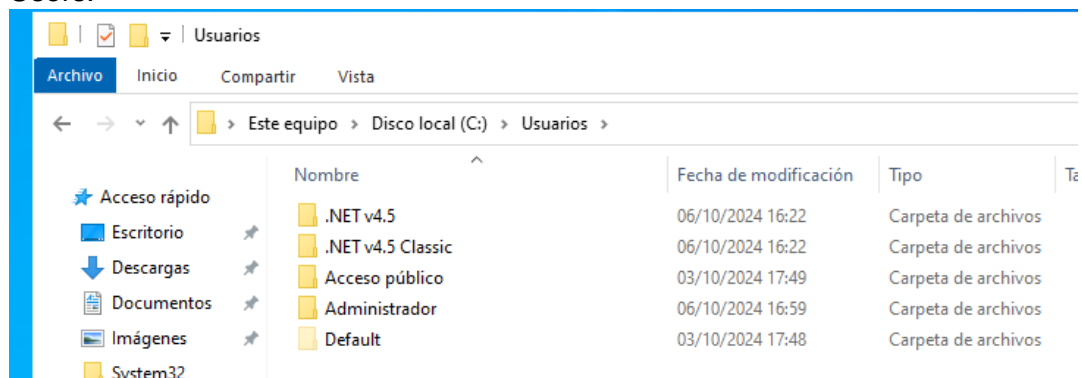 Usuarios
Archivo Inicio Compartir Vista
Este equipo > Disco local (C:) > Usuarios >
Nombre Fecha de modificación Tipo
Acceso rápido
.NET v4.5 06/10/2024 16:22 Carpeta de archivos
Escritorio
.NET v4.5 Classic 06/10/2024 16:22 Carpeta de archivos
Descargas
Acceso público 03/10/2024 17:49 Carpeta de archivos
Documentos
Administrador 06/10/2024 16:59 Carpeta de archivos
Imágenes
Default 03/10/2024 17:48 Carpeta de archivos
System32